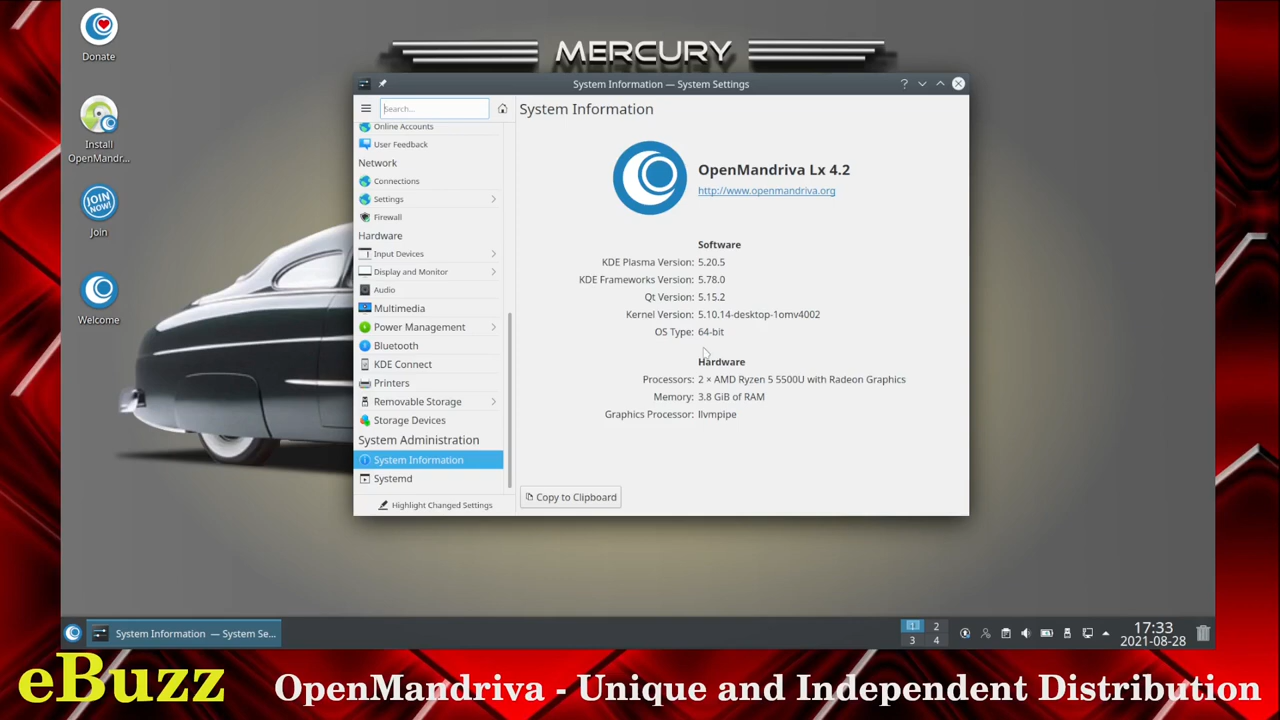 Donate
Install
OpenMandr...
JOIN
NOW!
Join
Welcome
MERCURY
System Information — System Settings
Search...
Online Accounts
User Feedback
Network
Connections
Settings
Firewall
Hardware
Input Devices
Display and Monitor
Audio
Multimedia
Power Management
Bluetooth
KDE Connect
Printers
Removable Storage
Storage Devices
System Administration
System Information
Systemd
Highlight Changed Settings
System Information
OpenMandriva Lx 4.2
http://www.openmandriva.org
Software
KDE Plasma Version: 5.20.5
KDE Frameworks Version: 5.78.0
Qt Version: 5.15.2
Kernel Version: 5.10.14-desktop-1omv4002
OS Type: 64-bit
Hardware
Processors: 2 × AMD Ryzen 5 5500U with Radeon Graphics
Memory: 3.8 GiB of RAM
Graphics Processor: llvmpipe
Copy to Clipboard
System Information — System Se...
1 2
3 4
17:33
2021-08-28
eBuzz
OpenMandriva - Unique and Independent Distribution